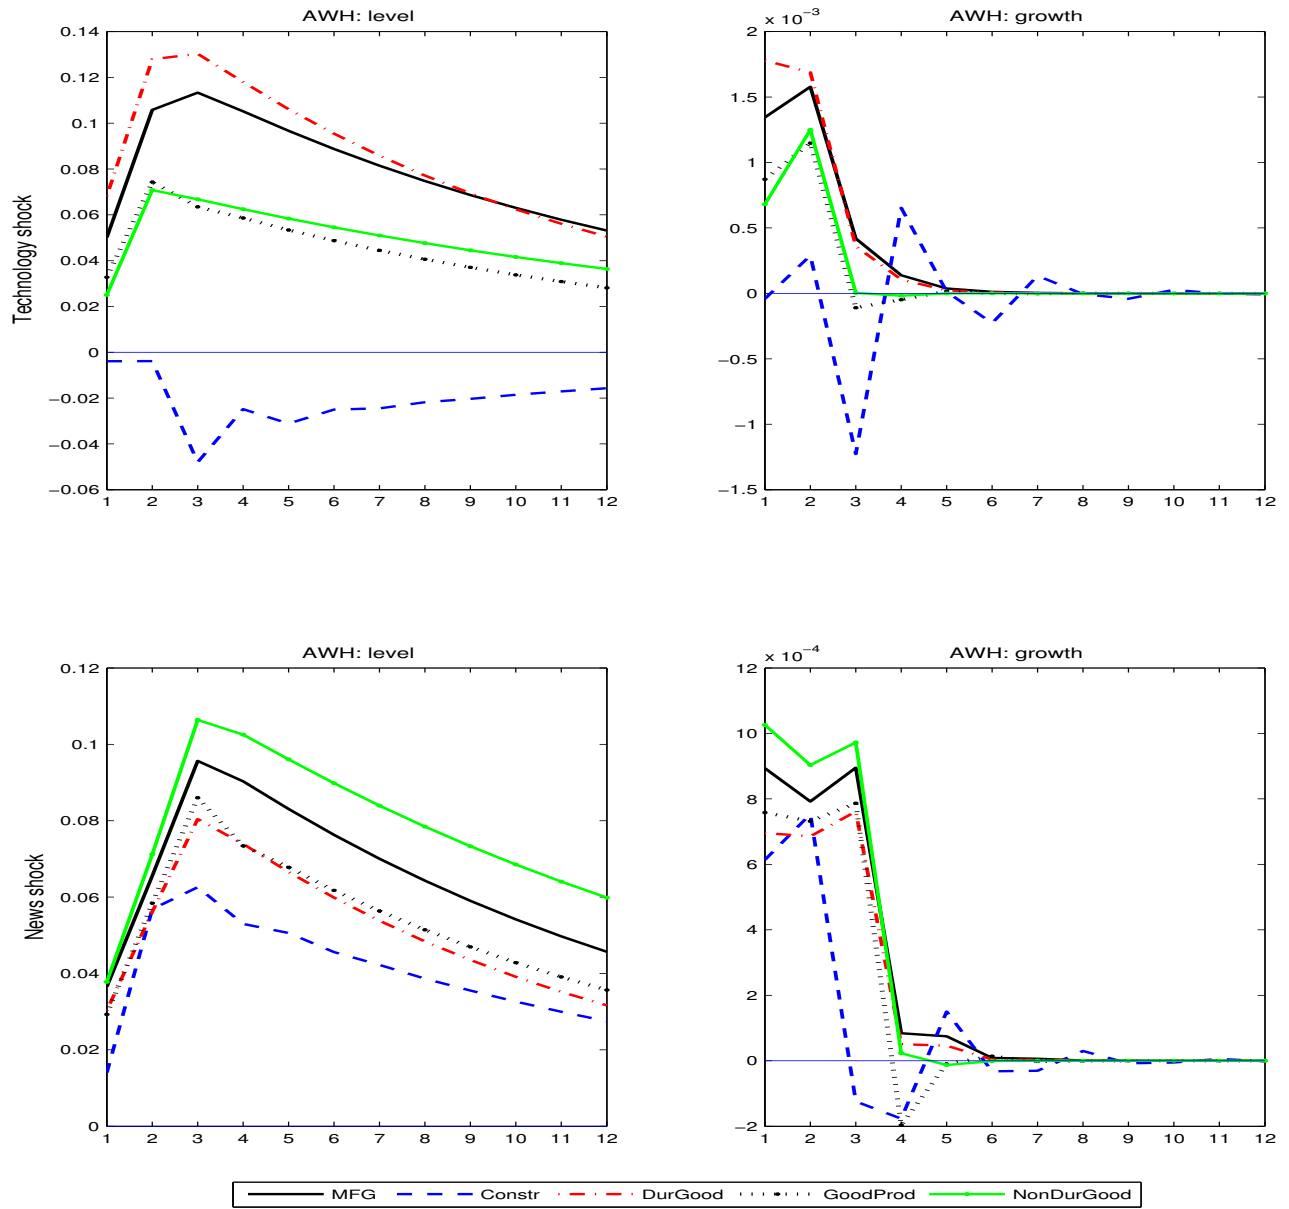 AWH: level
0.14
0.12
0.1
0.08
0.06
0.04
0.02
0
−0.02
−0.04
−0.06
1 2 3 4 5 6 7 8 9 10 11 12
Technology shock
AWH: growth
x 10−3
2
1.5
1
0.5
0
−0.5
−1
−1.5
1 2 3 4 5 6 7 8 9 10 11 12
AWH: level
0.12
0.1
0.08
0.06
0.04
0.02
0
1 2 3 4 5 6 7 8 9 10 11 12
News shock
AWH: growth
x 10−4
12
10
8
6
4
2
0
−2
1 2 3 4 5 6 7 8 9 10 11 12
MFG Constr DurGood GoodProd NonDurGood